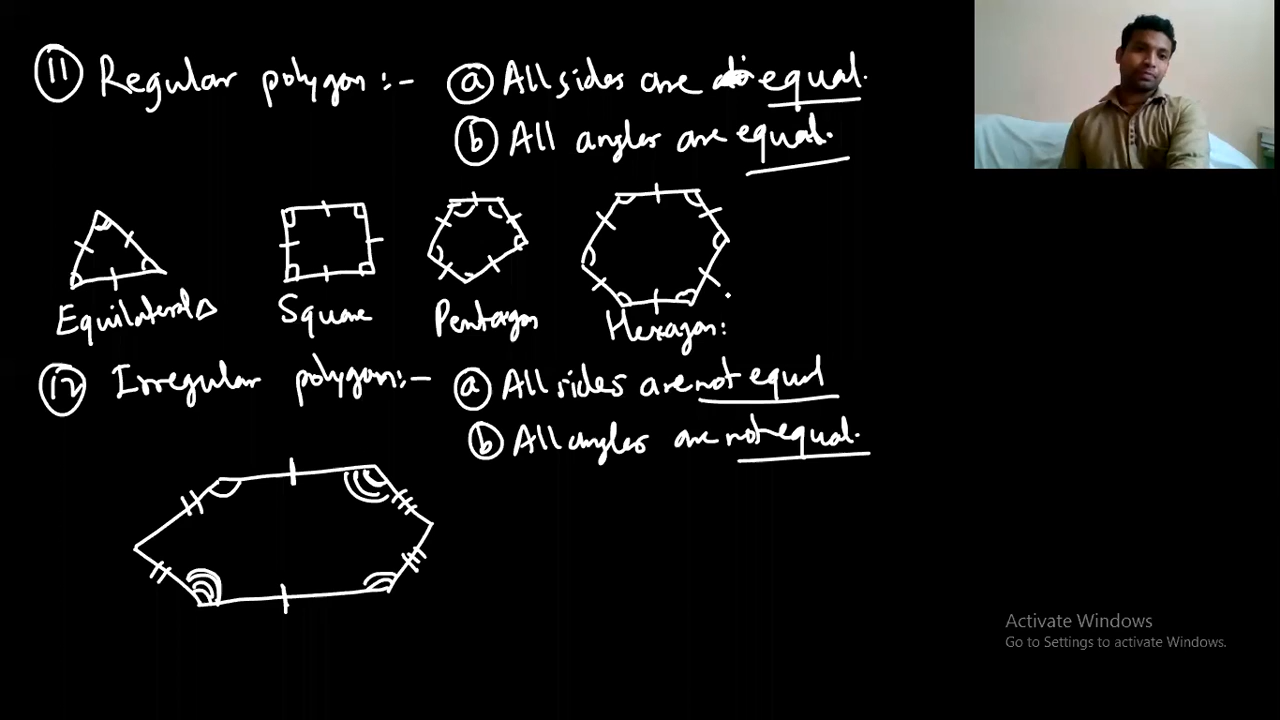 11 Regular polygon :- a All sides are equal.
b All angles are equal.
Equilateral △ Square Pentagon Hexagon:
12 Irregular polygon:- a All sides are not equal
b All angles are not equal.
Activate Windows
Go to Settings to activate Windows.